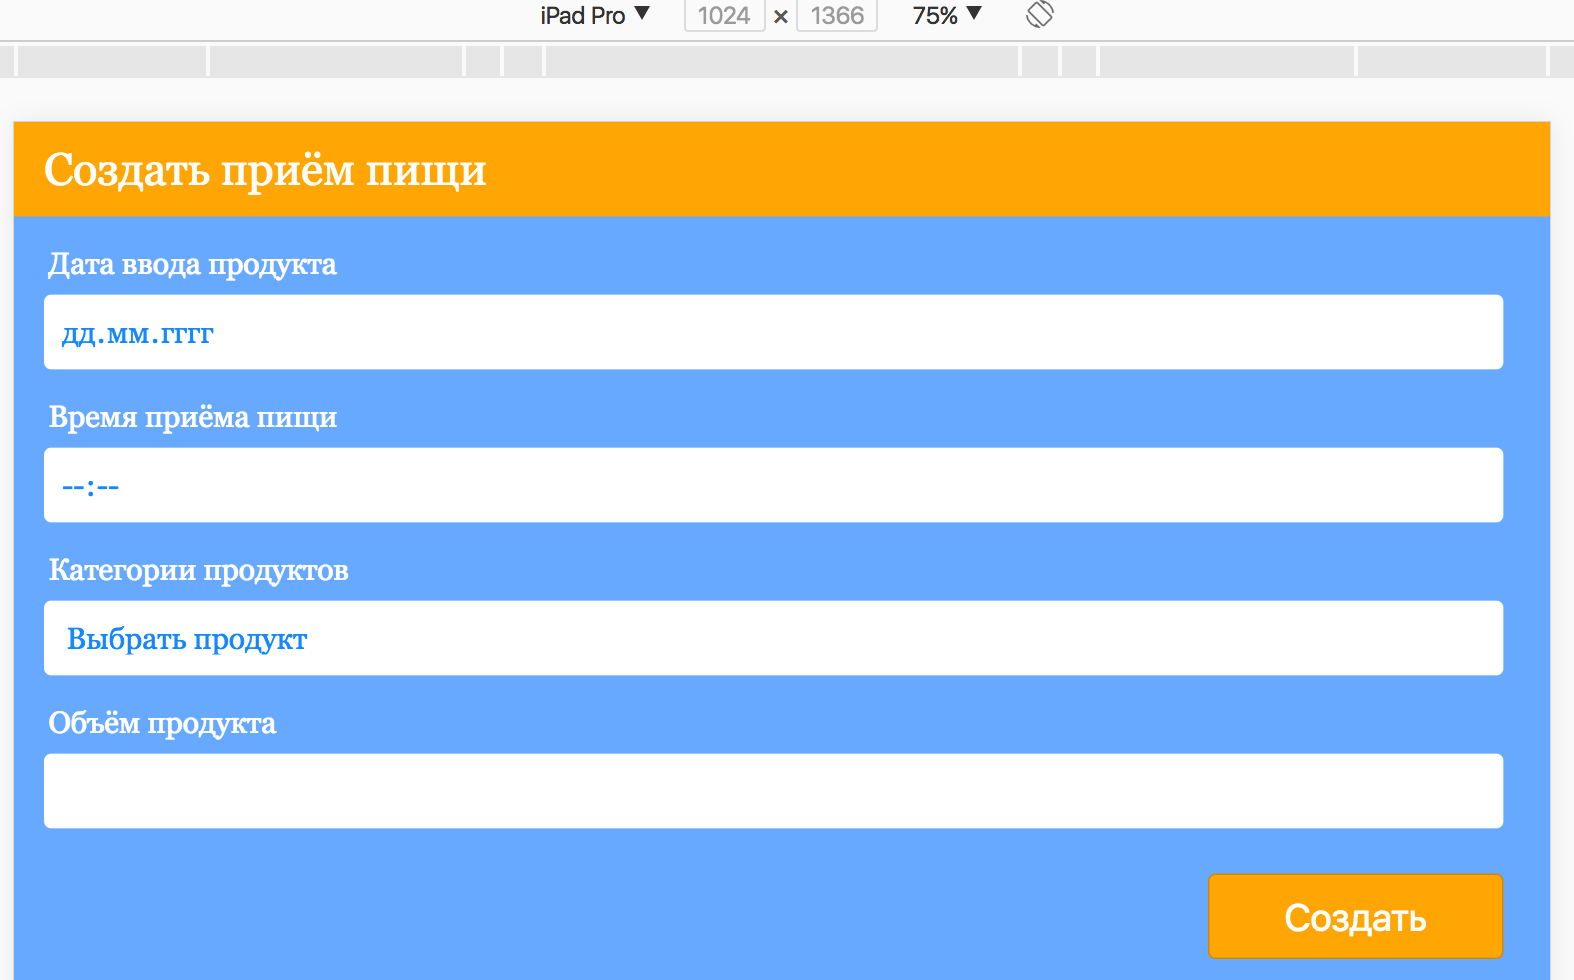 iPad Pro ▼ 1024 × 1366 75% ▼
Создать приём пищи
Дата ввода продукта
дд.мм.гггг
Время приёма пищи
--:--
Категории продуктов
Выбрать продукт
Объём продукта
Создать